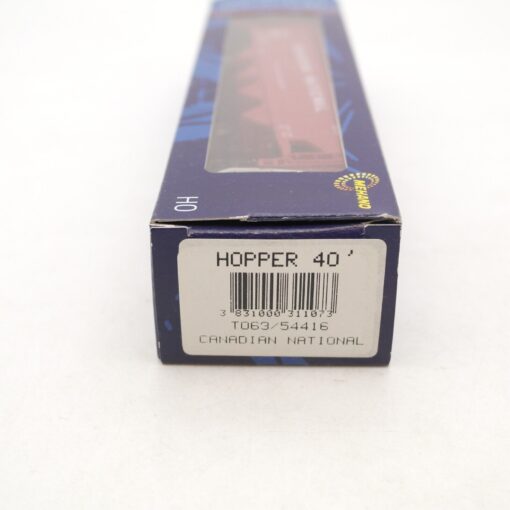 MEHANO
HO
HOPPER 40'
3 831000 311073
T063/54416
CANADIAN NATIONAL